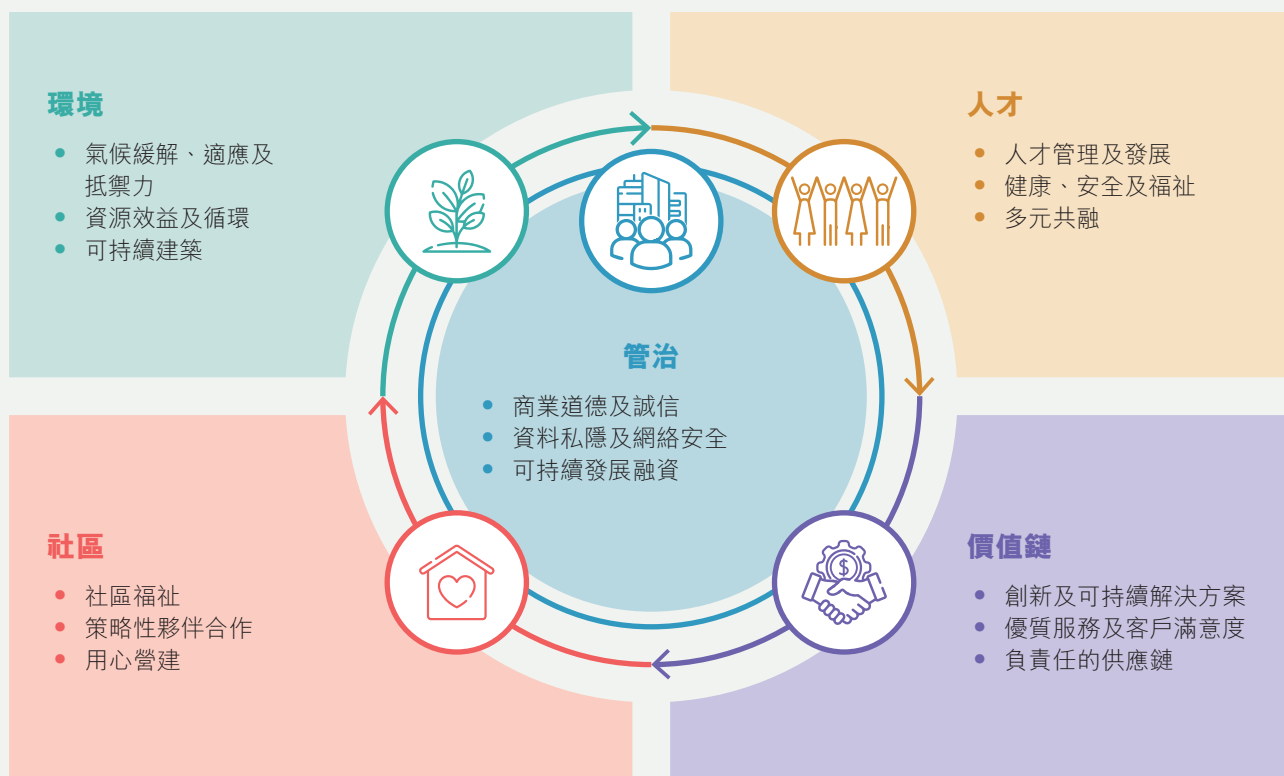 環境
• 氣候緩解、適應及
抵禦力
• 資源效益及循環
• 可持續建築
人才
• 人才管理及發展
• 健康、安全及福祉
• 多元共融
管治
• 商業道德及誠信
• 資料私隱及網絡安全
• 可持續發展融資
社區
• 社區福祉
• 策略性夥伴合作
• 用心營建
價值鏈
• 創新及可持續解決方案
• 優質服務及客戶滿意度
• 負責任的供應鏈
$